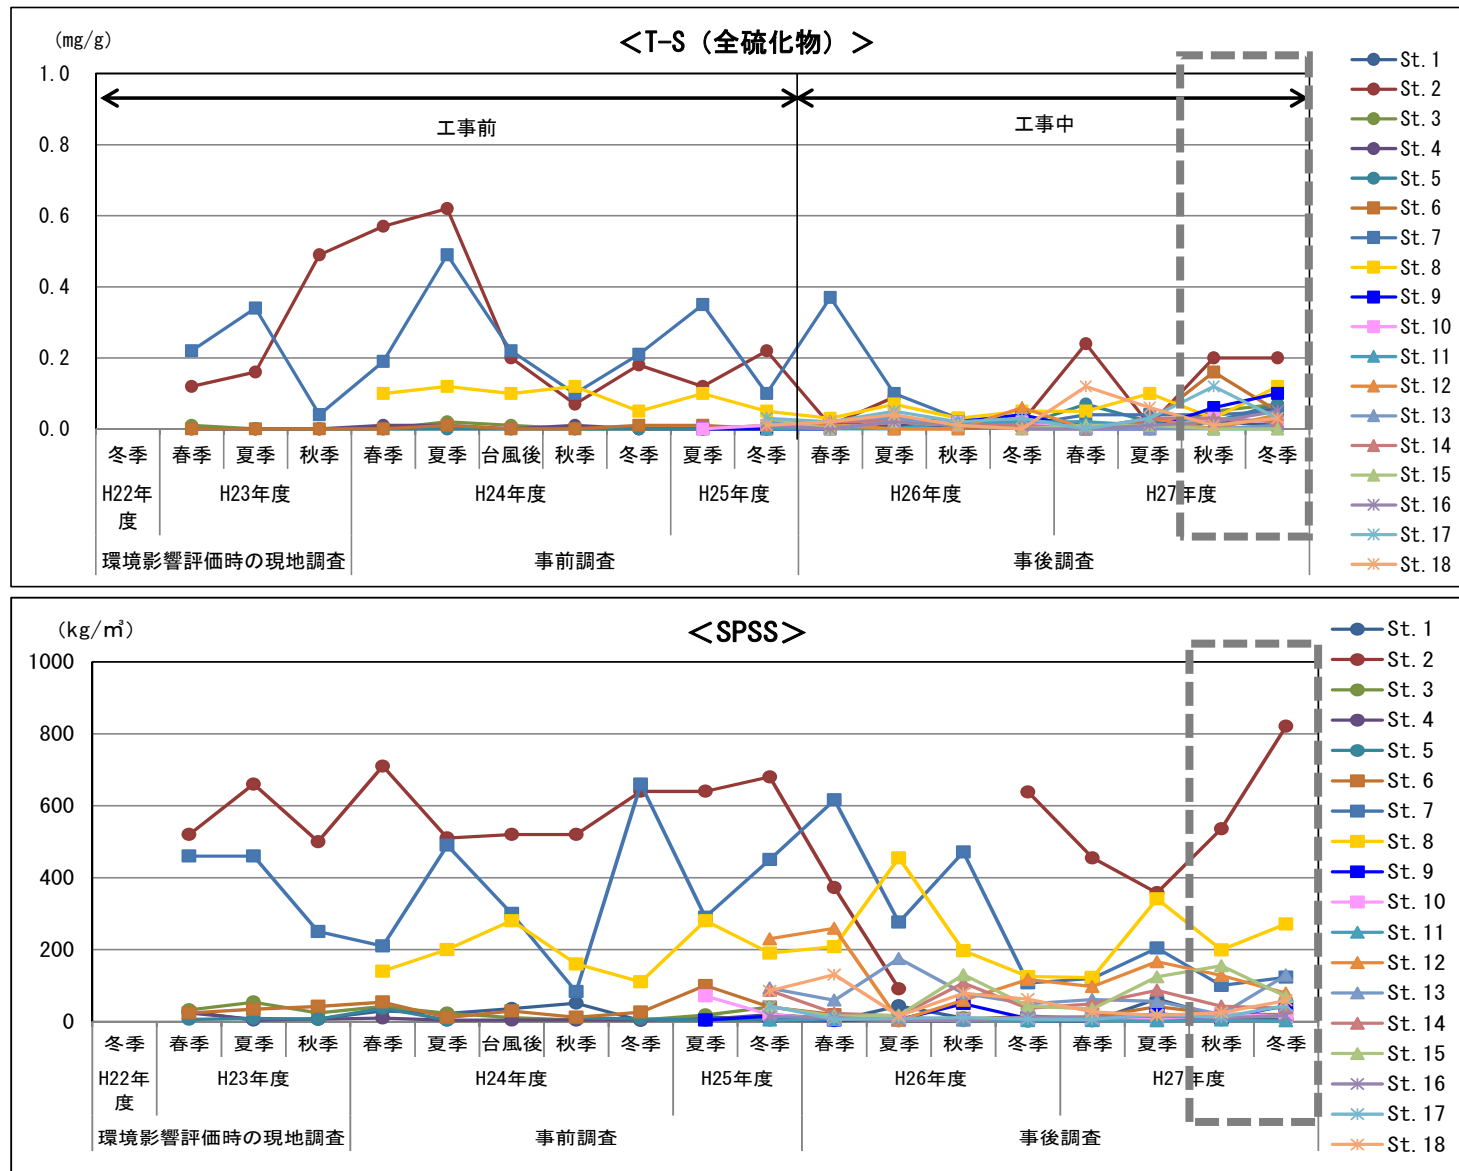 <T-S（全硫化物）>
(mg/g)
1.0
0.8
0.6
0.4
0.2
0.0
工事前
工事中
冬季 春季 夏季 秋季 春季 夏季 台風後 秋季 冬季 夏季 冬季 春季 夏季 秋季 冬季 春季 夏季 秋季 冬季
H22年度 H23年度 H24年度 H25年度 H26年度 H27年度
環境影響評価時の現地調査 事前調査 事後調査
St.1
St.2
St.3
St.4
St.5
St.6
St.7
St.8
St.9
St.10
St.11
St.12
St.13
St.14
St.15
St.16
St.17
St.18
<SPSS>
(kg/㎥)
1000
800
600
400
200
0
冬季 春季 夏季 秋季 春季 夏季 台風後 秋季 冬季 夏季 冬季 春季 夏季 秋季 冬季 春季 夏季 秋季 冬季
H22年度 H23年度 H24年度 H25年度 H26年度 H27年度
環境影響評価時の現地調査 事前調査 事後調査
St.1
St.2
St.3
St.4
St.5
St.6
St.7
St.8
St.9
St.10
St.11
St.12
St.13
St.14
St.15
St.16
St.17
St.18